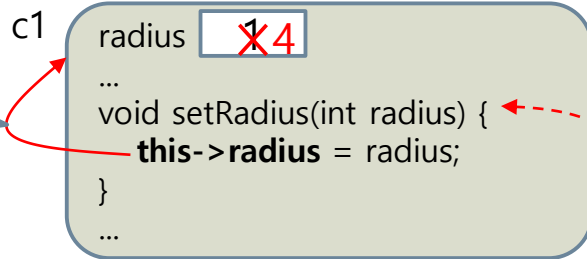 c1
radius 1 4
...
void setRadius(int radius) {
this->radius = radius;
}
...